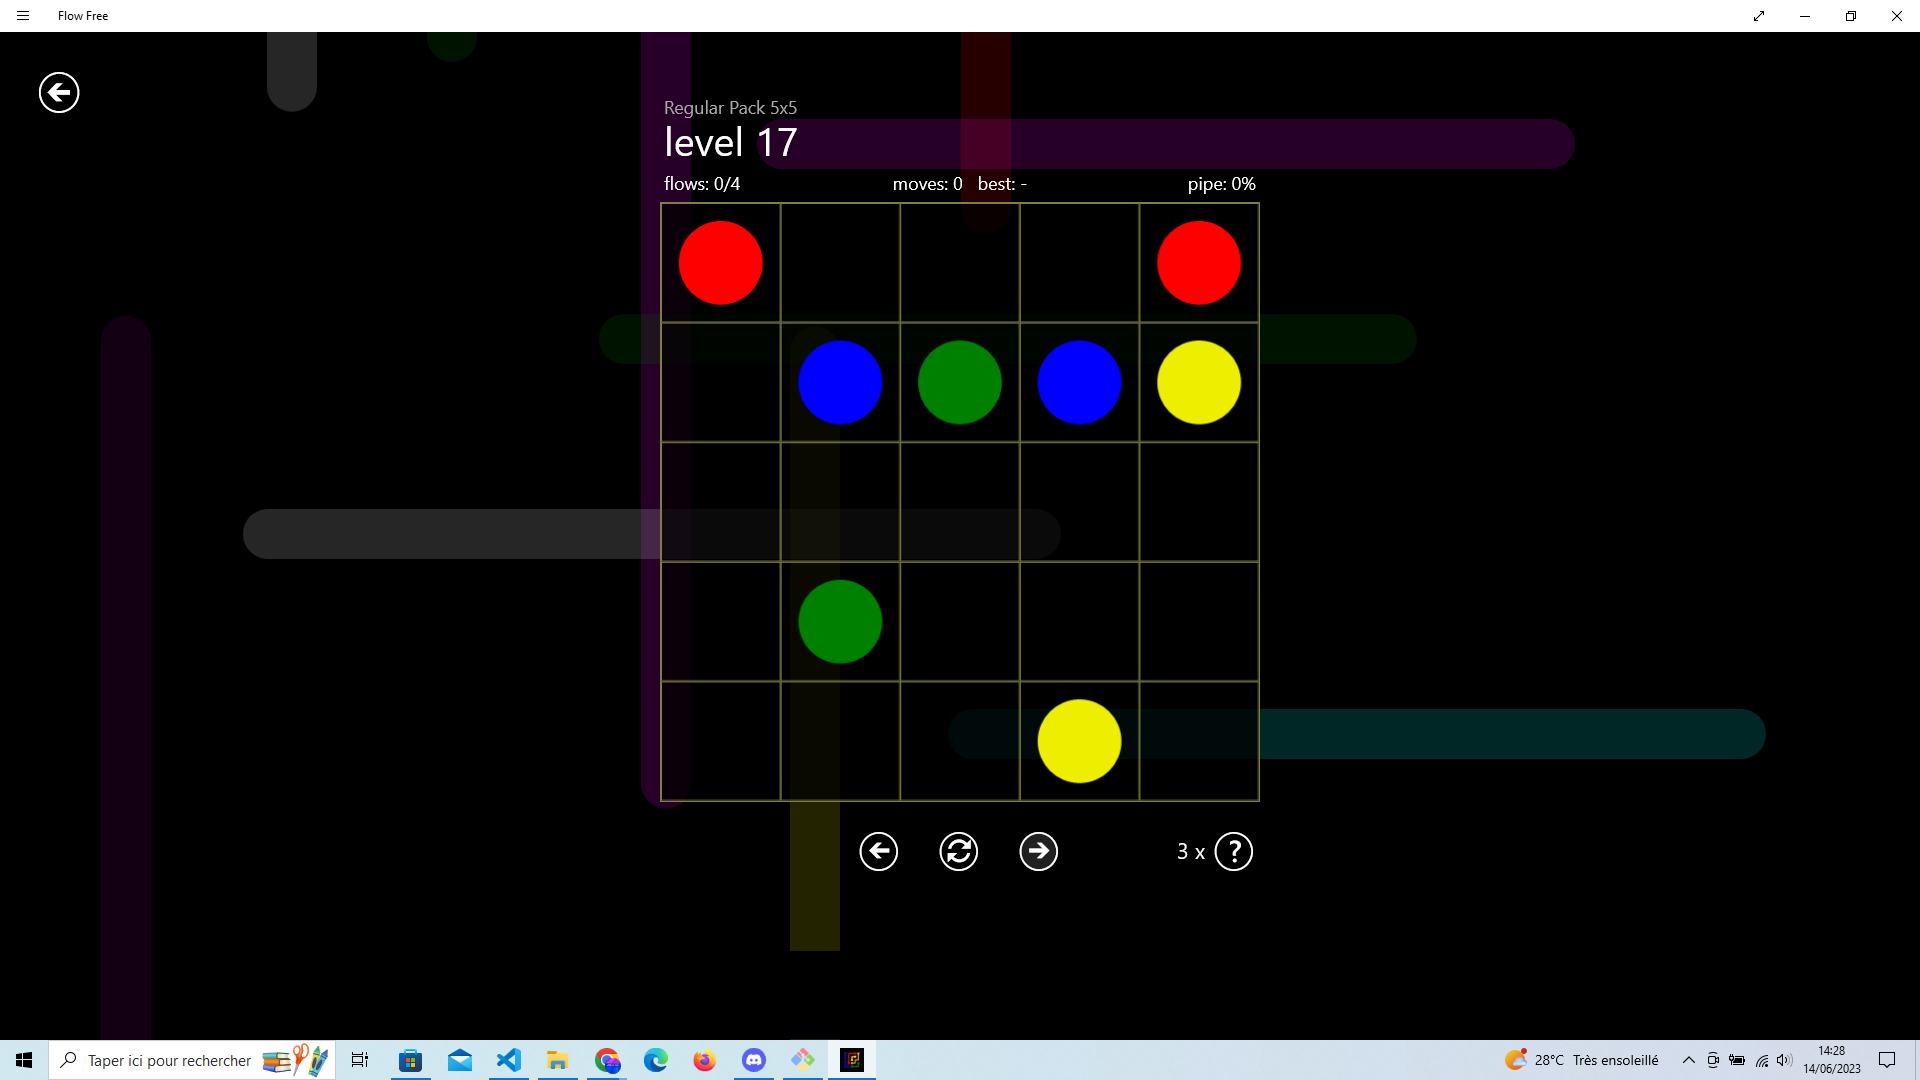 Flow Free
Regular Pack 5x5
level 17
flows: 0/4 moves: 0 best: - pipe: 0%
3 x ?
Taper ici pour rechercher
28°C Très ensoleillé
14:28
14/06/2023